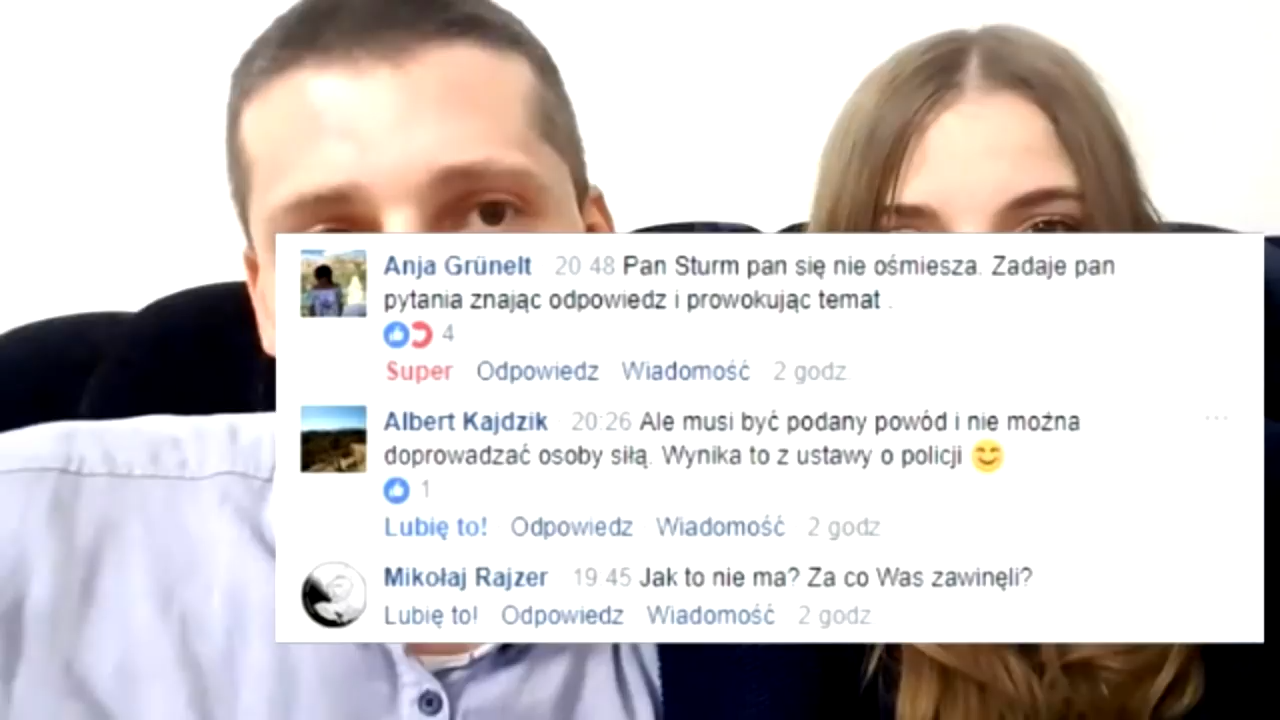 Anja Grünelt 20 48 Pan Sturm pan się nie ośmiesza. Zadaje pan
pytania znając odpowiedz i prowokując temat .
4
Super Odpowiedz Wiadomość 2 godz
Albert Kajdzik 20:26 Ale musi być podany powód i nie można
doprowadzać osoby siłą. Wynika to z ustawy o policji
1
Lubię to! Odpowiedz Wiadomość 2 godz
Mikołaj Rajzer 19 45 Jak to nie ma? Za co Was zawinęli?
Lubię to! Odpowiedz Wiadomość 2 godz